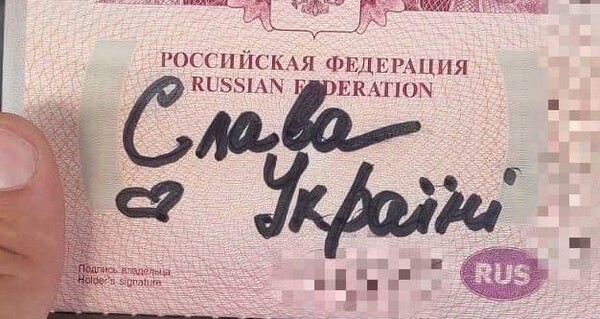 РОССИЙСКАЯ ФЕДЕРАЦИЯ
RUSSIAN FEDERATION
Слава
Україні
Подпись владельца
Holder's signature
RUS